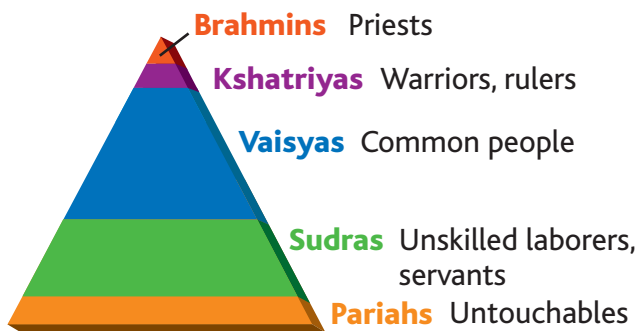 Brahmins Priests
Kshatriyas Warriors, rulers
Vaisyas Common people
Sudras Unskilled laborers,
servants
Pariahs Untouchables